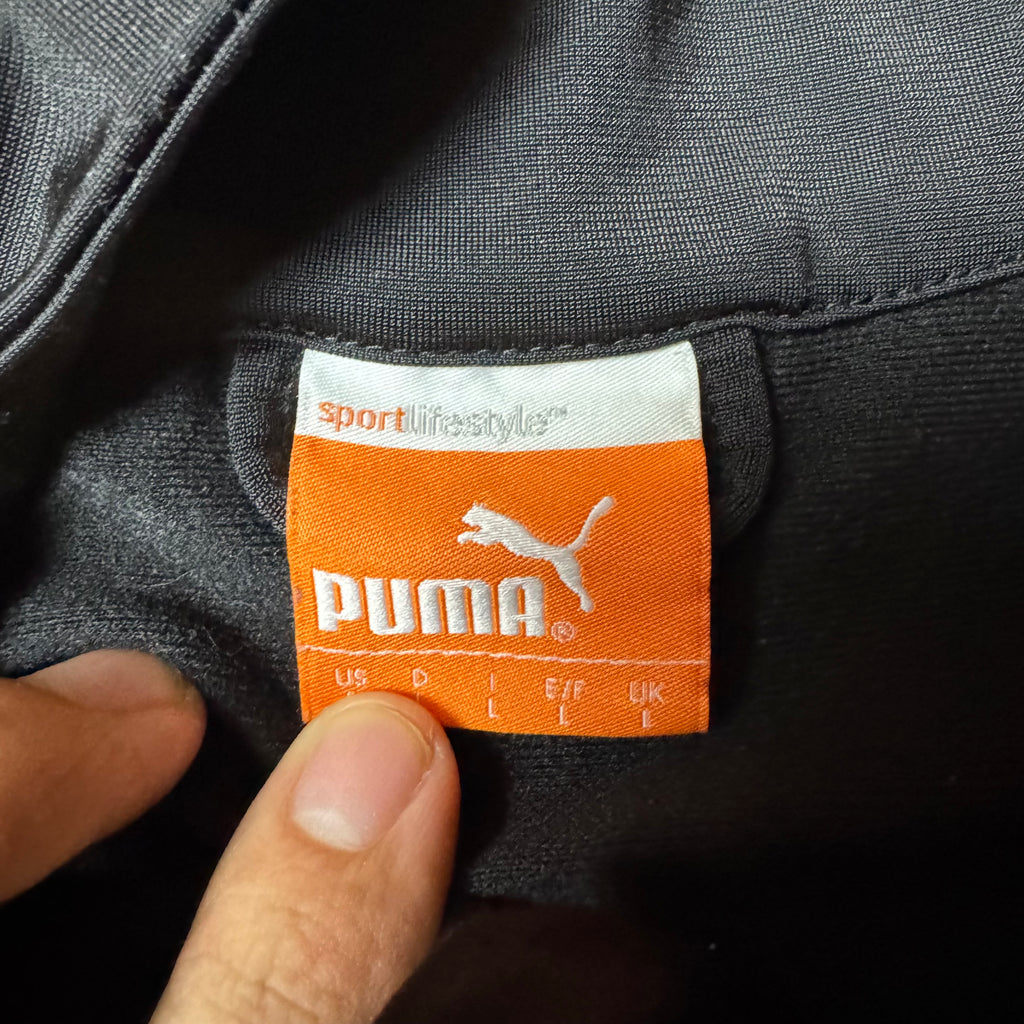 sportlifestyle™
PUMA®
US D I E/F UK
L L L